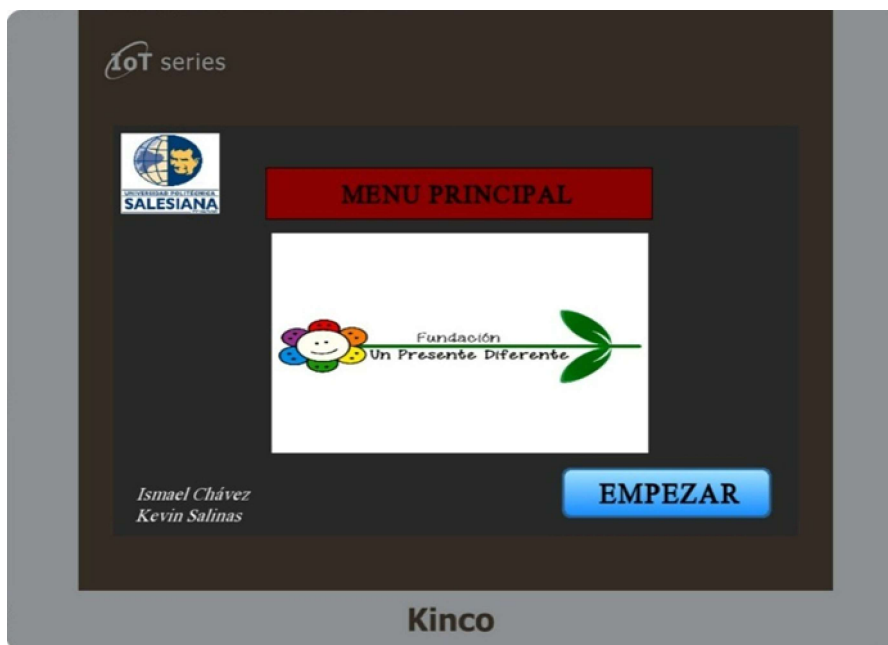 IoT series
UNIVERSIDAD POLITÉCNICA
SALESIANA
MENU PRINCIPAL
Fundación
Un Presente Diferente
Ismael Chávez
Kevin Salinas
EMPEZAR
Kinco